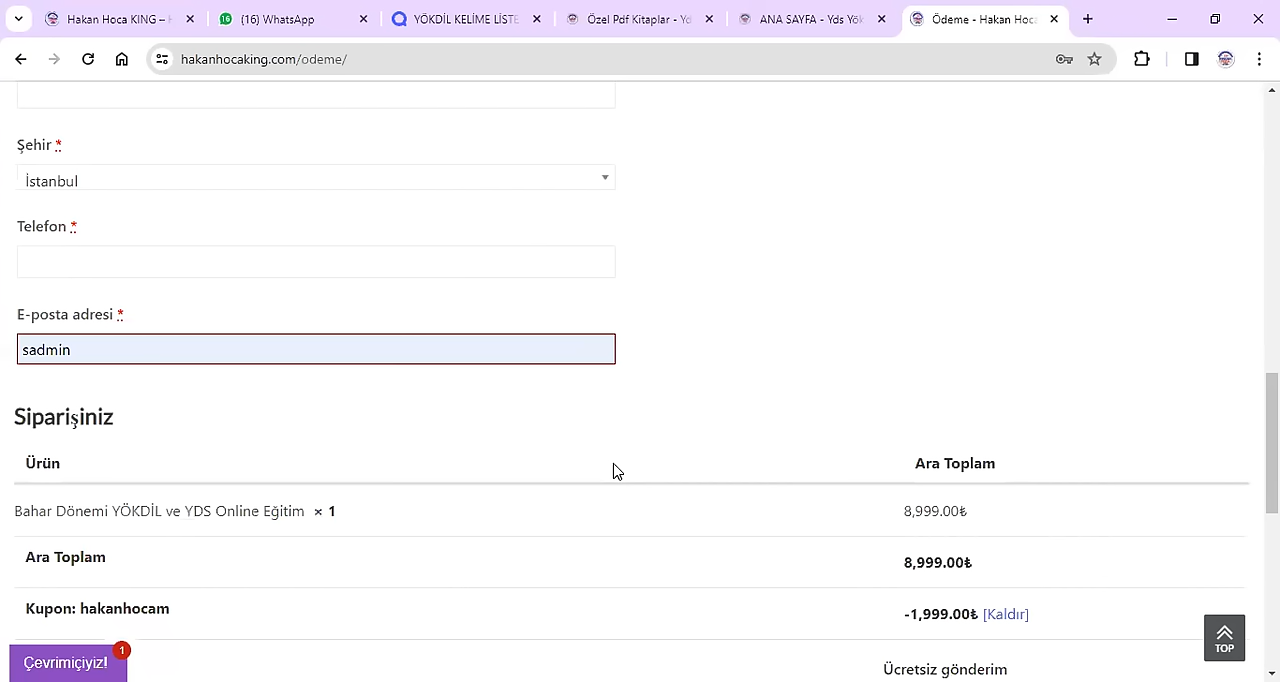 Hakan Hoca KING –
(16) WhatsApp
YÖKDİL KELİME LİSTE
Özel Pdf Kitaplar - Yd
ANA SAYFA - Yds Yök
Ödeme - Hakan Hoca
hakanhocaking.com/odeme/
Şehir *
İstanbul
Telefon *
E-posta adresi *
sadmin
Siparişiniz
Ürün Ara Toplam
Bahar Dönemi YÖKDİL ve YDS Online Eğitim × 1 8,999.00₺
Ara Toplam 8,999.00₺
Kupon: hakanhocam -1,999.00₺ [Kaldır]
TOP
Çevrimiçiyiz! 1
Ücretsiz gönderim